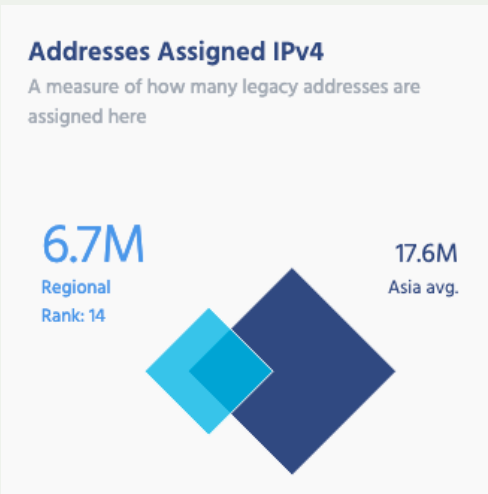 Addresses Assigned IPv4
A measure of how many legacy addresses are
assigned here
6.7M
Regional
Rank: 14
17.6M
Asia avg.